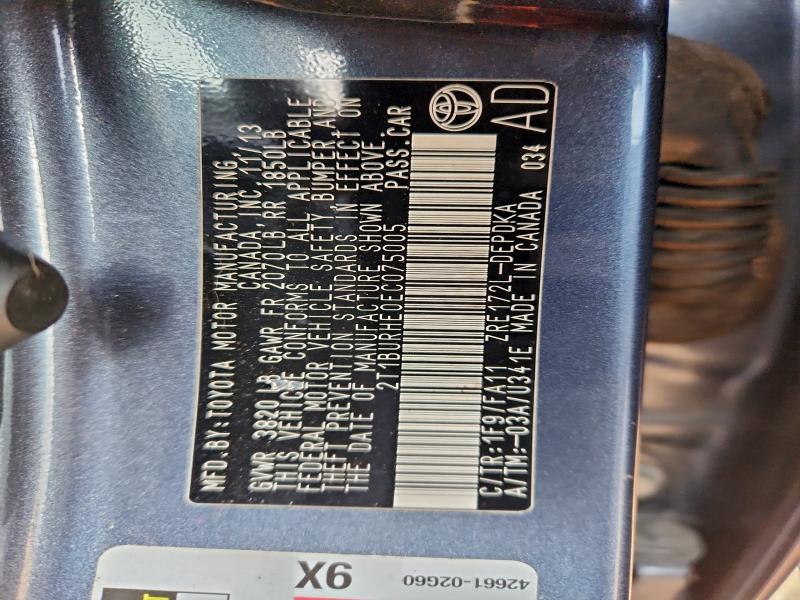 MFD.BY:TOYOTA MOTOR MANUFACTURING,
CANADA, INC. 11/13
GVWR 3820 LB GAWR FR 2070LB,RR 1850LB
THIS VEHICLE CONFORMS TO ALL APPLICABLE
FEDERAL MOTOR VEHICLE SAFETY, BUMPER, AND
THEFT PREVENTION STANDARDS IN EFFECT ON
THE DATE OF MANUFACTURE SHOWN ABOVE.
2T1BURHE0EC075005 PASS.CAR
C/TR:1F9/FA11 ZRE172L-DEPDKA
A/TM:-03A/U341E MADE IN CANADA 034 AD
9X
42661-02G60